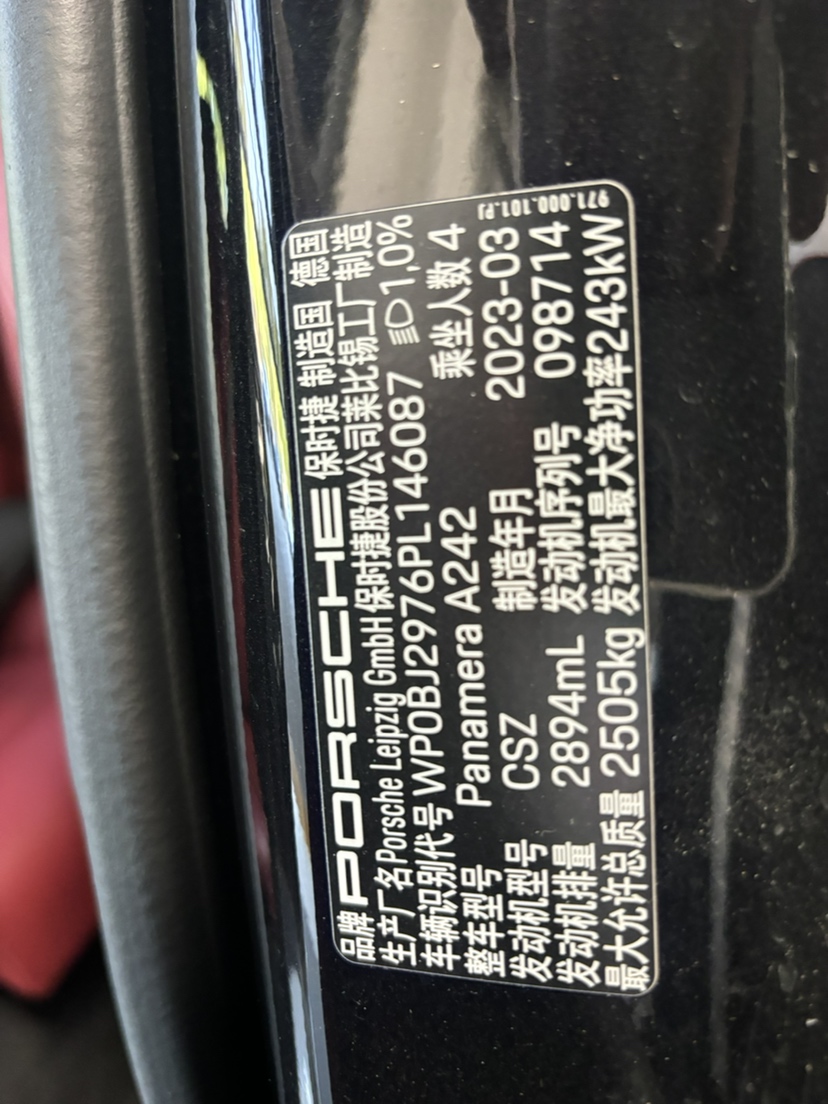 品牌 PORSCHE 保时捷 制造国 德国
生产厂名 Porsche Leipzig GmbH 保时捷股份公司莱比锡工厂制造
车辆识别代号 WP0BJ2976PL146087 1,0%
整车型号 Panamera A242 乘坐人数 4
发动机型号 CSZ 制造年月 2023-03
发动机排量 2894mL 发动机序列号 098714
最大允许总质量 2505kg 发动机最大净功率 243kW
971.000.101.PJ